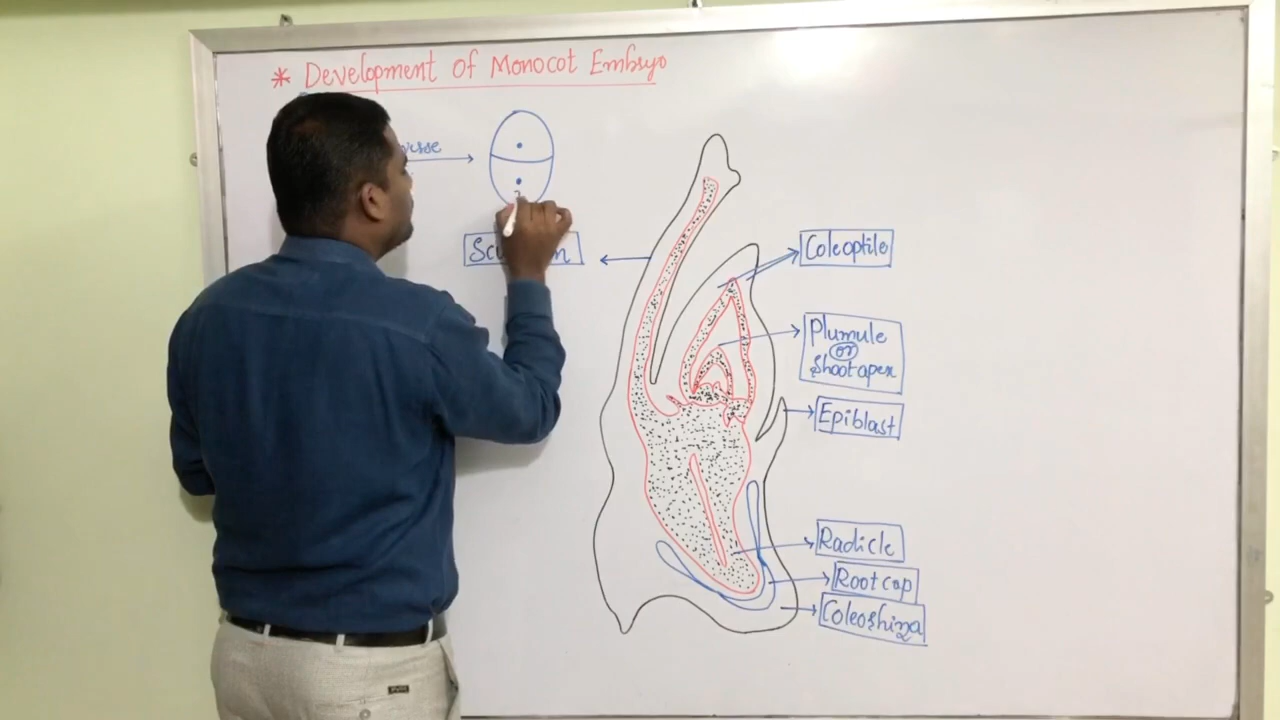 * Development of Monocot Embryo
Coleoptile
Plumule
or
Shoot apex
Epiblast
Radicle
Root cap
Coleorhiza